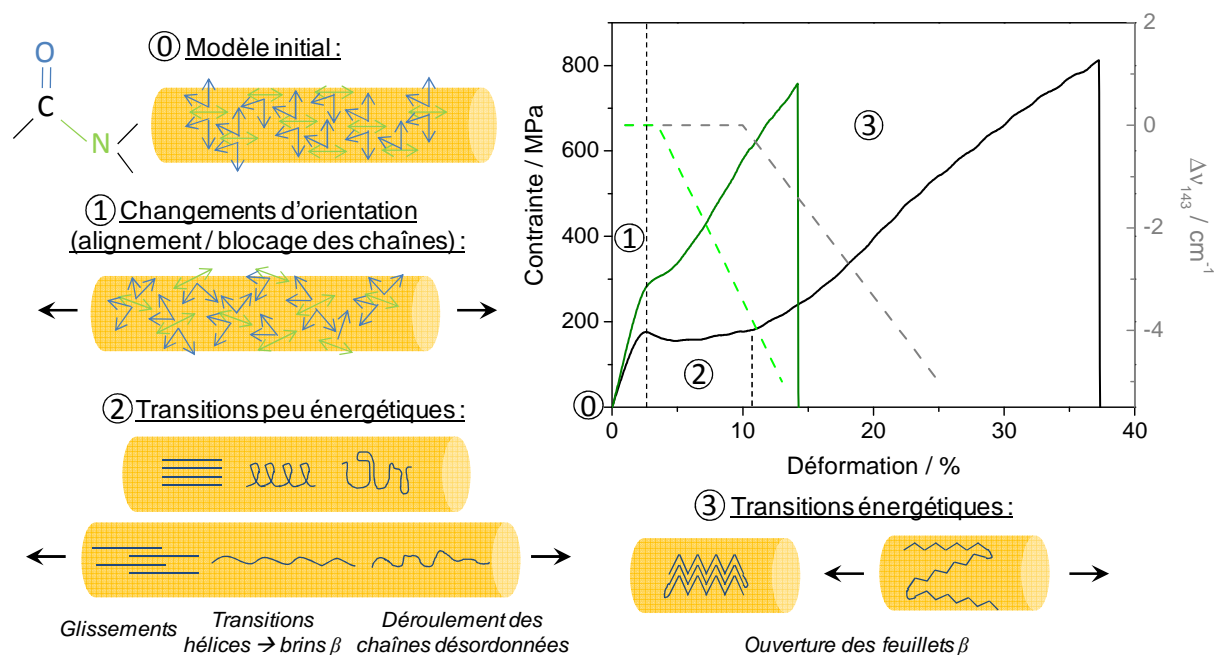 ⓪ Modèle initial :
O
C
N
① Changements d'orientation
(alignement / blocage des chaînes) :
② Transitions peu énergétiques :
Glissements
Transitions
hélices → brins β
Déroulement des
chaînes désordonnées
800
600
400
200
0
Contrainte / MPa
2
0
-2
-4
Δν143 / cm-1
⓪
①
②
③
0
10
20
30
40
Déformation / %
③ Transitions énergétiques :
Ouverture des feuillets β